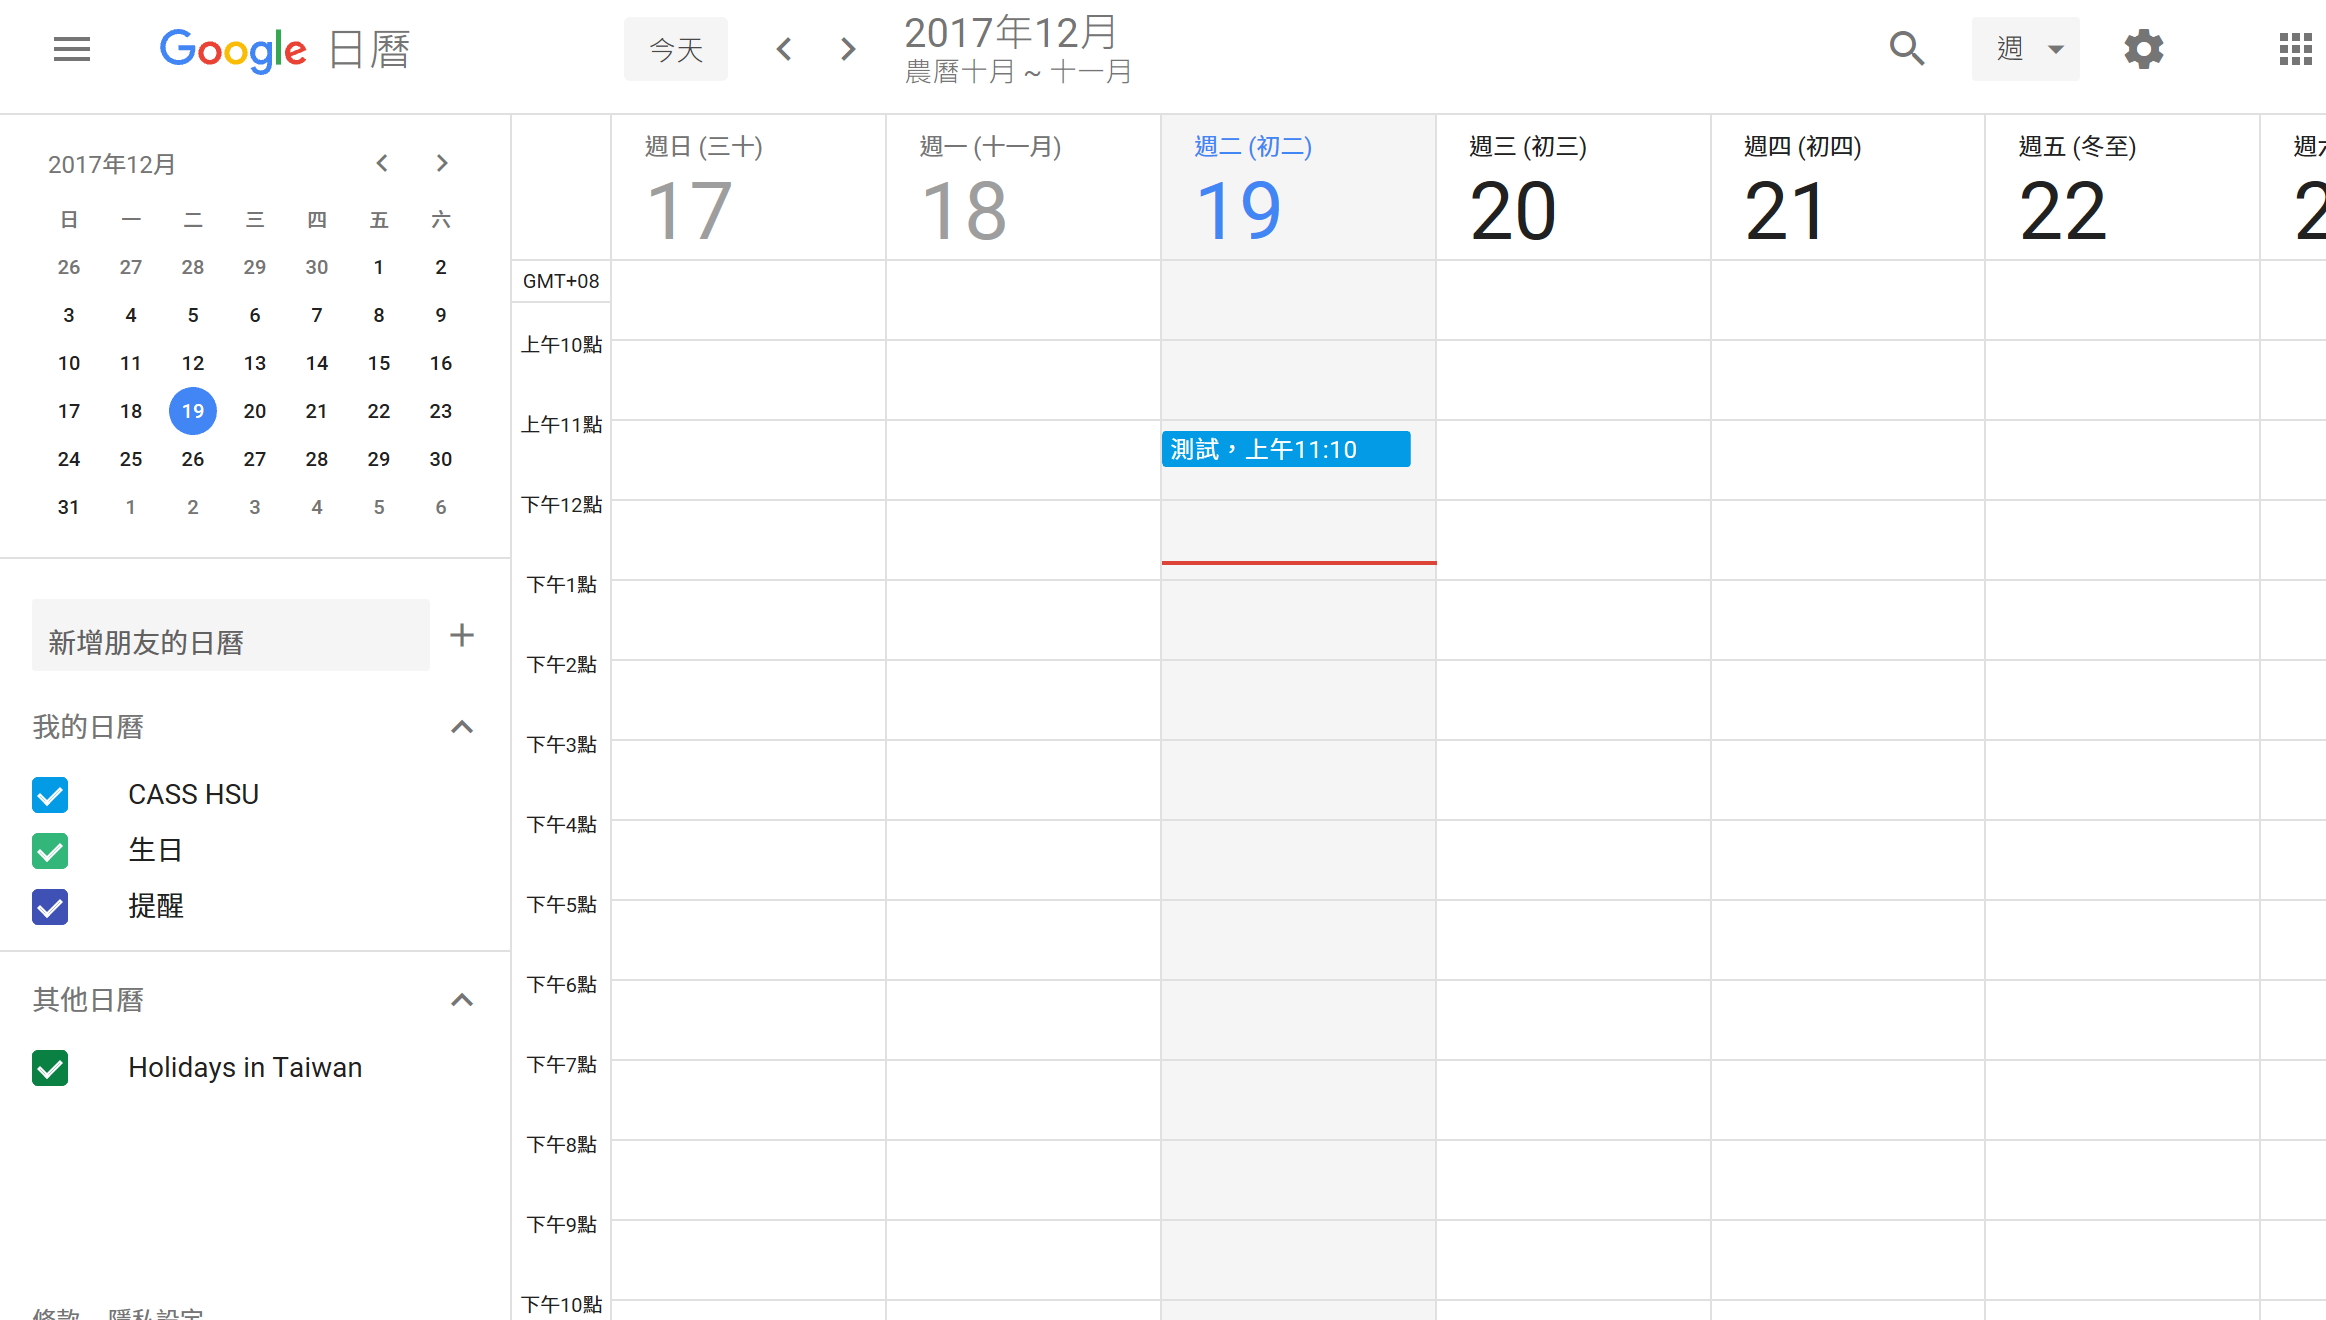 Google 日曆
今天
2017年12月
農曆十月 ~ 十一月
週
2017年12月
日 一 二 三 四 五 六
26 27 28 29 30 1 2
3 4 5 6 7 8 9
10 11 12 13 14 15 16
17 18 19 20 21 22 23
24 25 26 27 28 29 30
31 1 2 3 4 5 6
新增朋友的日曆
我的日曆
CASS HSU
生日
提醒
其他日曆
Holidays in Taiwan
條款 隱私設定
週日 (三十) 週一 (十一月) 週二 (初二) 週三 (初三) 週四 (初四) 週五 (冬至) 週六
17 18 19 20 21 22 2
GMT+08
上午10點
上午11點
測試，上午11:10
下午12點
下午1點
下午2點
下午3點
下午4點
下午5點
下午6點
下午7點
下午8點
下午9點
下午10點